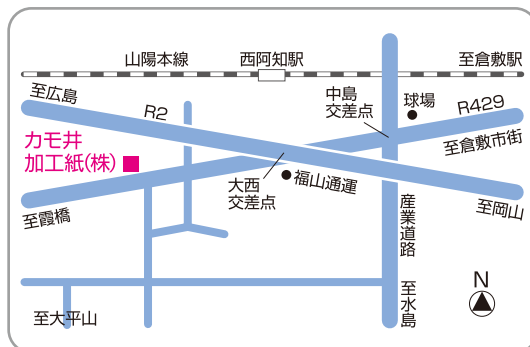 山陽本線
西阿知駅
至倉敷駅
至広島
R2
中島
交差点
球場
R429
至倉敷市街
カモ井
加工紙(株)
大西
交差点
福山通運
至霞橋
至岡山
産業道路
至水島
至大平山
N